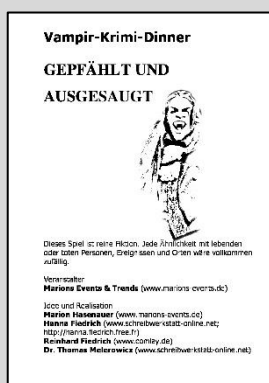 Vampir-Krimi-Dinner
GEPFÄHLT UND
AUSGESAUGT
Dieses Spiel ist reine Fiktion. Jede Ähnlichkeit mit lebenden
oder toten Personen, Ereignissen und Orten wäre vollkommen
zufällig.
Veranstalter
Marions Events & Trends (www.marions-events.de)
Idee und Realisation
Marion Hasenauer (www.marions-events.de)
Hanna Fiedrich (www.schreibwerkstatt-online.net;
http://hanna.fiedrich.free.fr)
Reinhard Fiedrich (www.comlay.de)
Dr. Thomas Melerowicz (www.schreibwerkstatt-online.net)